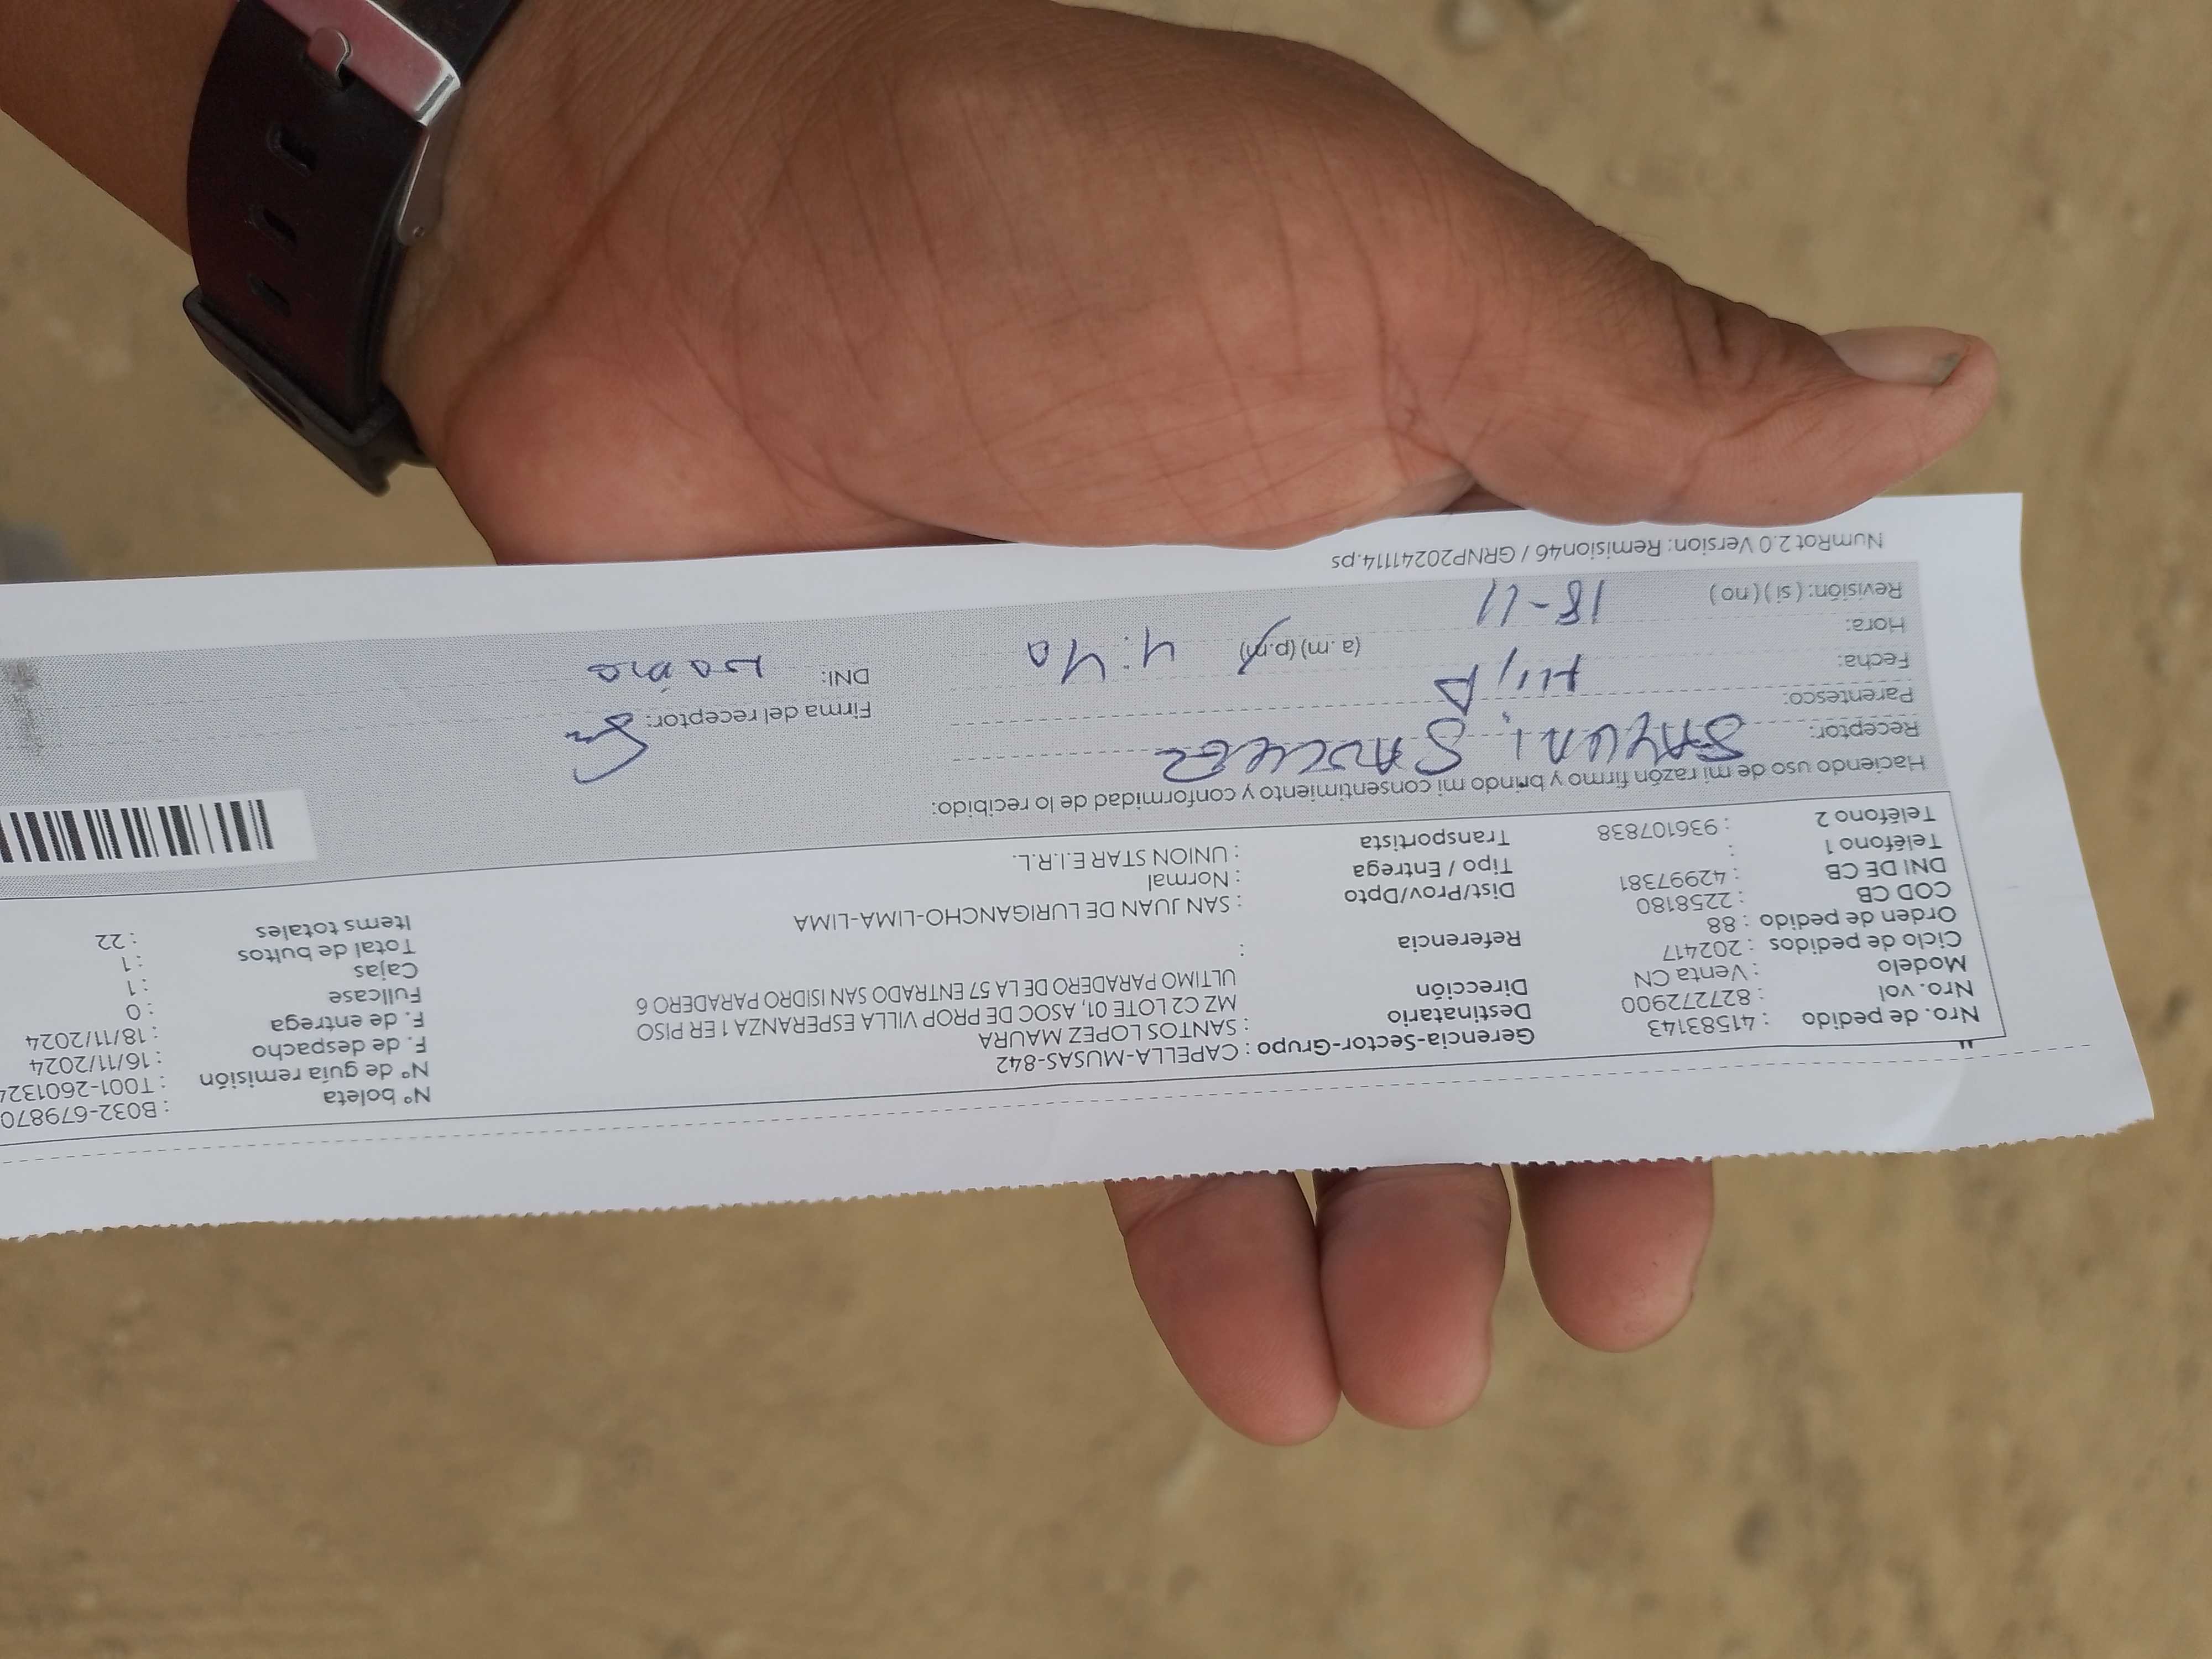 Nro. de pedido : 41583143
Nro. vol : 827272900
Modelo : Venta CN
Ciclo de pedidos : 202417
Orden de pedido : 88
COD CB : 2258180
DNI DE CB : 42997381
Teléfono 1 :
Teléfono 2 : 936107838
Gerencia-Sector-Grupo : CAPELLA-MUSAS-842
Destinatario : SANTOS LOPEZ MAURA
Dirección MZ C2 LOTE 01, ASOC DE PROP VILLA ESPERANZA 1 ER PISO
ULTIMO PARADERO DE LA 57 ENTRADO SAN ISIDRO PARADERO 6
Referencia :
Dist/Prov/Dpto : SAN JUAN DE LURIGANCHO-LIMA-LIMA
Tipo / Entrega : Normal
Transportista : UNION STAR E.I.R.L.
N° boleta : B032-679870
N° de guía remisión : T001-260132
F. de despacho : 16/11/2024
F. de entrega : 18/11/2024
Fullcase : 0
Cajas : 1
Total de bultos : 1
Items totales : 22
Haciendo uso de mi razón firmo y brindo mi consentimiento y conformidad de lo recibido:
Receptor: SAYURI SANCHEZ
Parentesco: HIJA
Fecha:
Hora: (a.m) (p.m) 4:40
Revisión: ( si ) ( no ) 18-11
Firma del receptor:
DNI:
NumRot 2.0 Version: Remision46 / GRNP20241114.ps